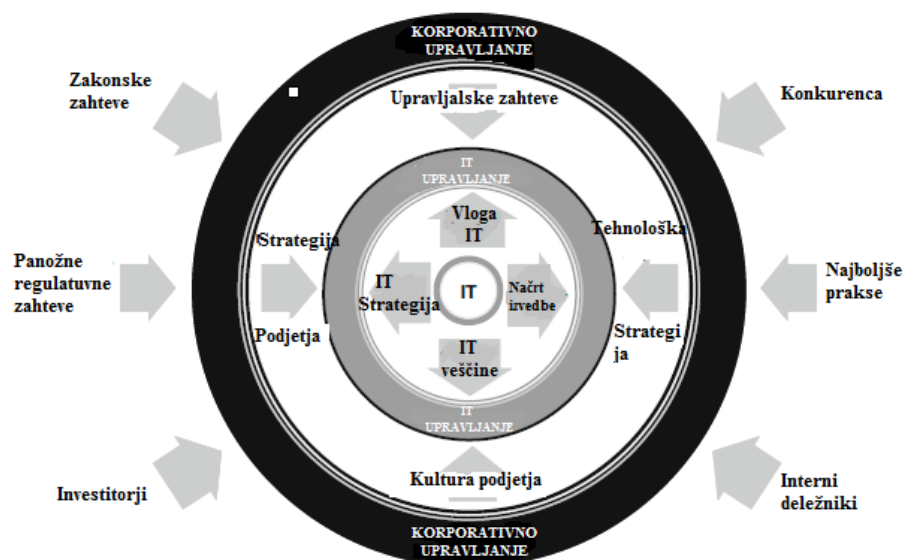 KORPORATIVNO
UPRAVLJANJE
Zakonske
zahteve
Upravljalske zahteve
Konkurenca
IT
UPRAVLJANJE
Vloga
IT
Strategija
Tehnološka
Panožne
regulatuvne
zahteve
IT
Strategija
IT
Načrt
izvedbe
Najboljše
prakse
Podjetja
Strategi
ja
IT
veščine
IT
UPRAVLJANJE
Kultura podjetja
Investitorji
Interni
deležniki
KORPORATIVNO
UPRAVLJANJE